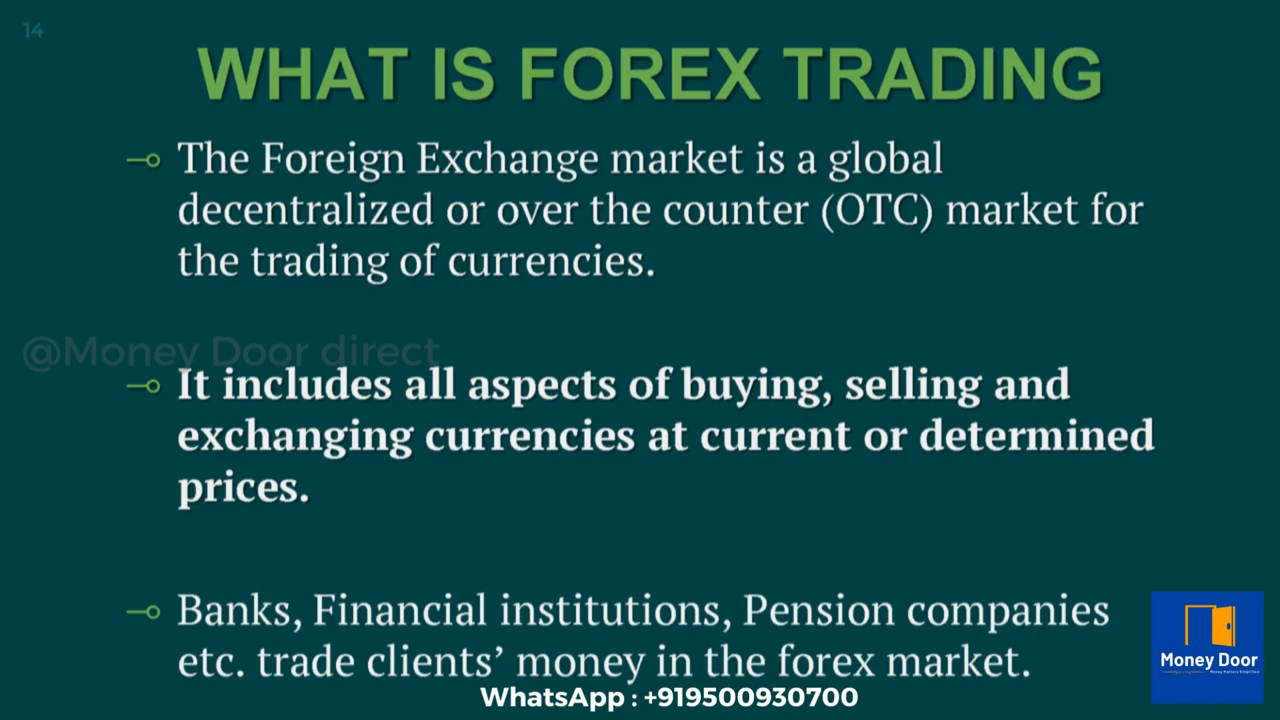 14
WHAT IS FOREX TRADING
The Foreign Exchange market is a global
decentralized or over the counter (OTC) market for
the trading of currencies.
@Money Door direct
It includes all aspects of buying, selling and
exchanging currencies at current or determined
prices.
Banks, Financial institutions, Pension companies
etc. trade clients’ money in the forex market.
Money Door
Money Matters Simplified
WhatsApp : +919500930700